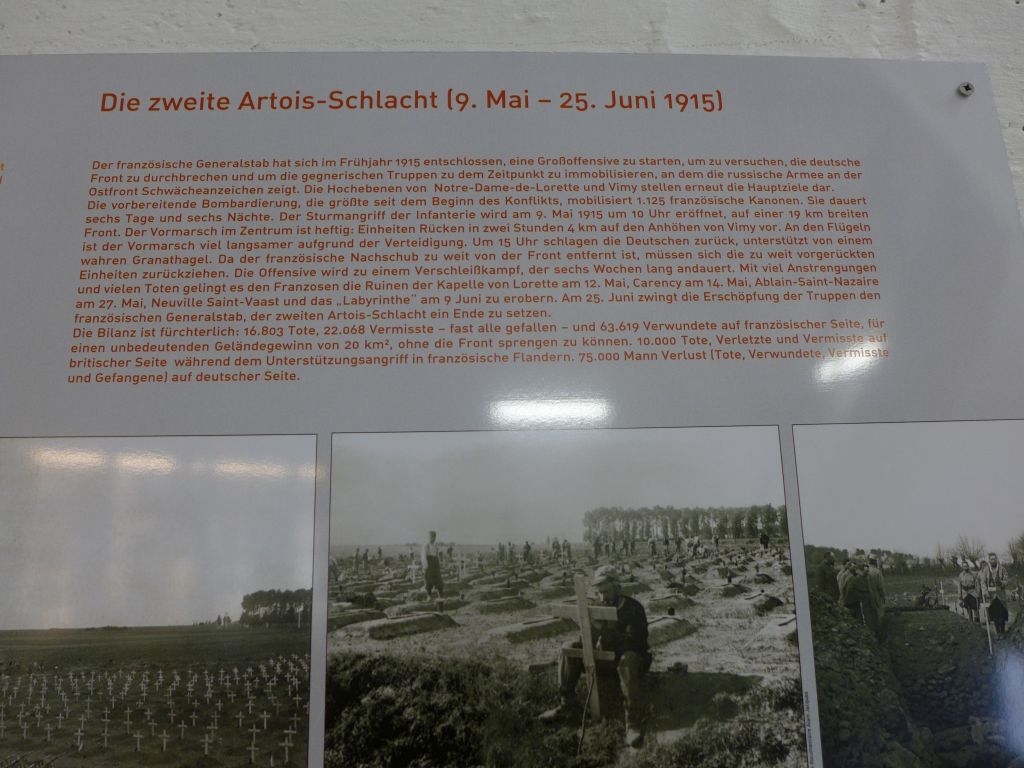 Die zweite Artois-Schlacht (9. Mai – 25. Juni 1915)
Der französische Generalstab hat sich im Frühjahr 1915 entschlossen, eine Großoffensive zu starten, um zu versuchen, die deutsche
Front zu durchbrechen und um die gegnerischen Truppen zu dem Zeitpunkt zu immobilisieren, an dem die russische Armee an der
Ostfront Schwächeanzeichen zeigt. Die Hochebenen von Notre-Dame-de-Lorette und Vimy stellen erneut die Hauptziele dar.
Die vorbereitende Bombardierung, die größte seit dem Beginn des Konflikts, mobilisiert 1.125 französische Kanonen. Sie dauert
sechs Tage und sechs Nächte. Der Sturmangriff der Infanterie wird am 9. Mai 1915 um 10 Uhr eröffnet, auf einer 19 km breiten
Front. Der Vormarsch im Zentrum ist heftig: Einheiten Rücken in zwei Stunden 4 km auf den Anhöhen von Vimy vor. An den Flügeln
ist der Vormarsch viel langsamer aufgrund der Verteidigung. Um 15 Uhr schlagen die Deutschen zurück, unterstützt von einem
wahren Granathagel. Da der französische Nachschub zu weit von der Front entfernt ist, müssen sich die zu weit vorgerückten
Einheiten zurückziehen. Die Offensive wird zu einem Verschleißkampf, der sechs Wochen lang andauert. Mit viel Anstrengungen
und vielen Toten gelingt es den Franzosen die Ruinen der Kapelle von Lorette am 12. Mai, Carency am 14. Mai, Ablain-Saint-Nazaire
am 27. Mai, Neuville Saint-Vaast und das „Labyrinthe“ am 9 Juni zu erobern. Am 25. Juni zwingt die Erschöpfung der Truppen den
französischen Generalstab, der zweiten Artois-Schlacht ein Ende zu setzen.
Die Bilanz ist fürchterlich: 16.803 Tote, 22.068 Vermisste – fast alle gefallen – und 63.619 Verwundete auf französischer Seite, für
einen unbedeutenden Geländegewinn von 20 km², ohne die Front sprengen zu können. 10.000 Tote, Verletzte und Vermisste auf
britischer Seite während dem Unterstützungsangriff in französische Flandern. 75.000 Mann Verlust (Tote, Verwundete, Vermisste
und Gefangene) auf deutscher Seite.